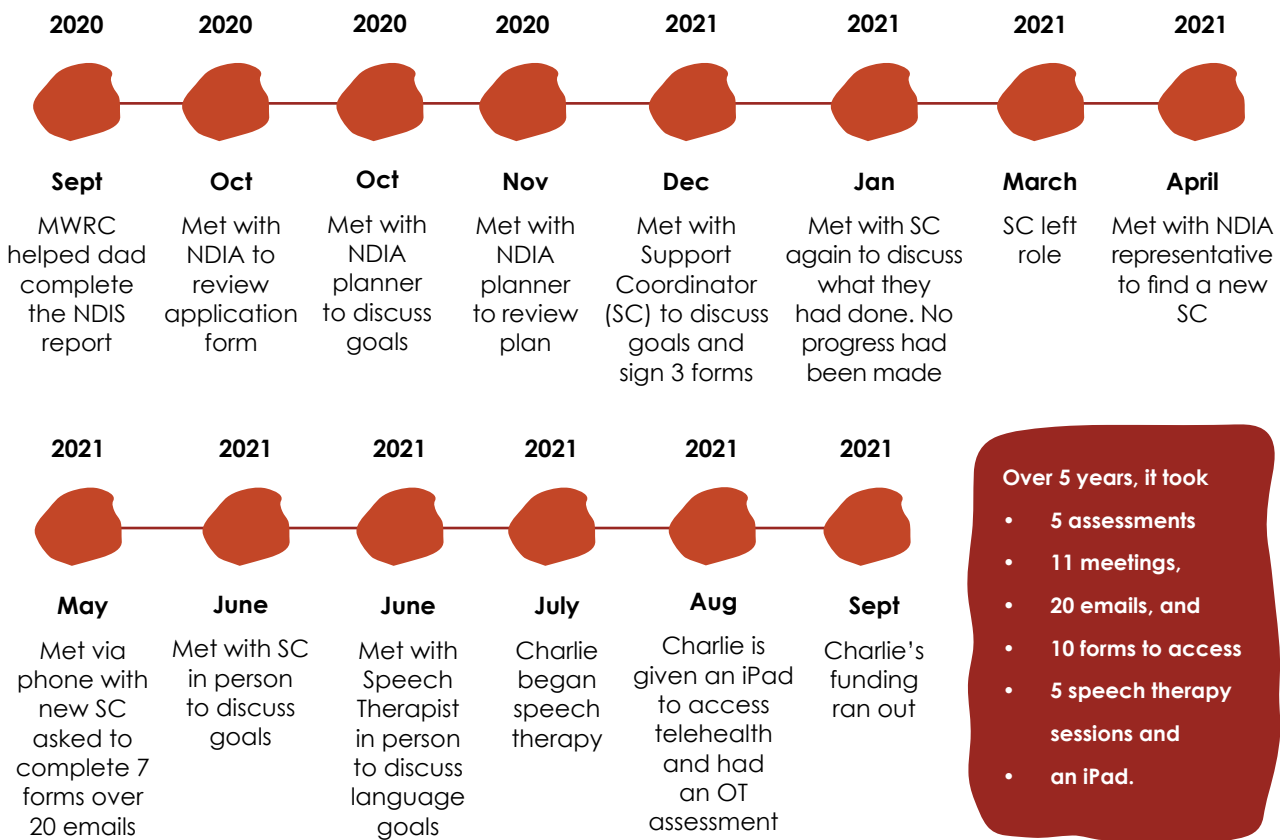 2020
2020
2020
2020
2021
2021
2021
2021
Sept
MWRC
helped dad
complete
the NDIS
report
Oct
Met with
NDIA to
review
application
form
Oct
Met with
NDIA
planner
to discuss
goals
Nov
Met with
NDIA
planner
to review
plan
Dec
Met with
Support
Coordinator
(SC) to discuss
goals and
sign 3 forms
Jan
Met with SC
again to discuss
what they
had done. No
progress had
been made
March
SC left
role
April
Met with NDIA
representative
to find a new
SC
2021
2021
2021
2021
2021
2021
May
Met via
phone with
new SC
asked to
complete 7
forms over
20 emails
June
Met with SC
in person
to discuss
goals
June
Met with
Speech
Therapist
in person
to discuss
language
goals
July
Charlie
began
speech
therapy
Aug
Charlie is
given an iPad
to access
telehealth
and had
an OT
assessment
Sept
Charlie’s
funding
ran out
Over 5 years, it took
• 5 assessments
• 11 meetings,
• 20 emails, and
• 10 forms to access
• 5 speech therapy
sessions and
• an iPad.